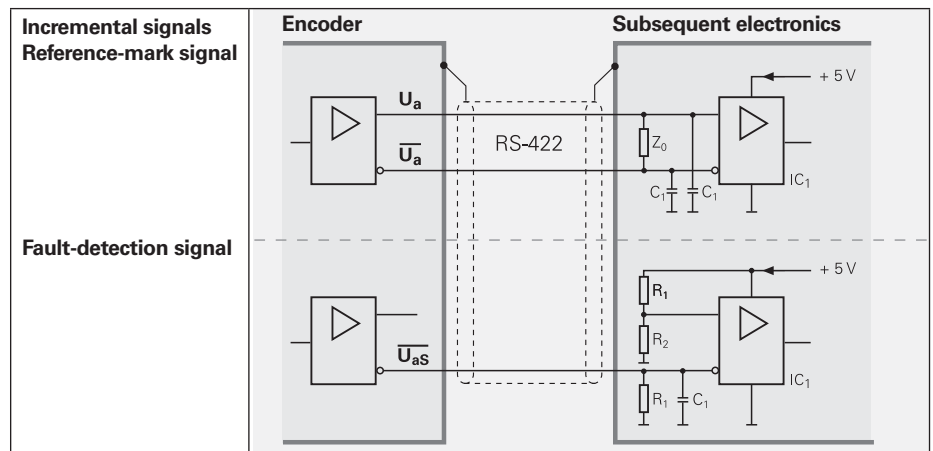 Incremental signals
Reference-mark signal
Encoder
Subsequent electronics
+ 5 V
Ua
RS-422
Z0
Ua
IC1
C1
C1
Fault-detection signal
+ 5 V
R1
R2
UaS
IC1
R1
C1